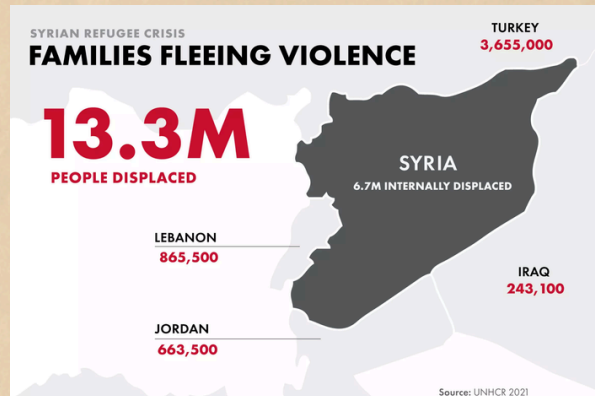 SYRIAN REFUGEE CRISIS
FAMILIES FLEEING VIOLENCE
TURKEY
3,655,000
13.3M
PEOPLE DISPLACED
SYRIA
6.7M INTERNALLY DISPLACED
LEBANON
865,500
IRAQ
243,100
JORDAN
663,500
Source: UNHCR 2021